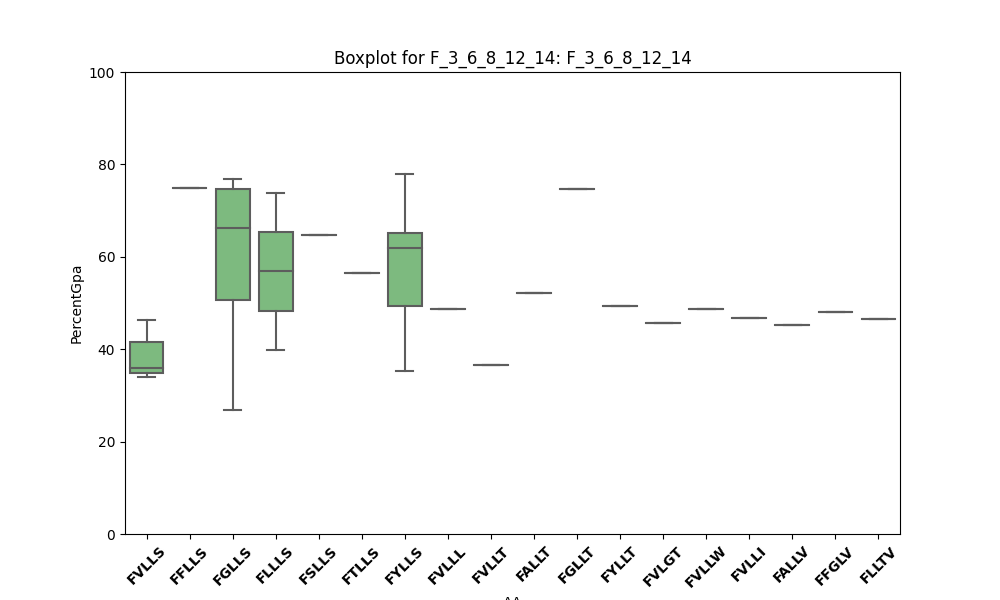 Boxplot for F_3_6_8_12_14: F_3_6_8_12_14
100
80
60
40
20
0
PercentGpa
FVLLS FFLLS FGLLS FLLLS FSLLS FTLLS FYLLS FVLLL FVLLT FALLT FGLLT FYLLT FVLGT FVLLW FVLLI FALLV FFGLV FLLTV